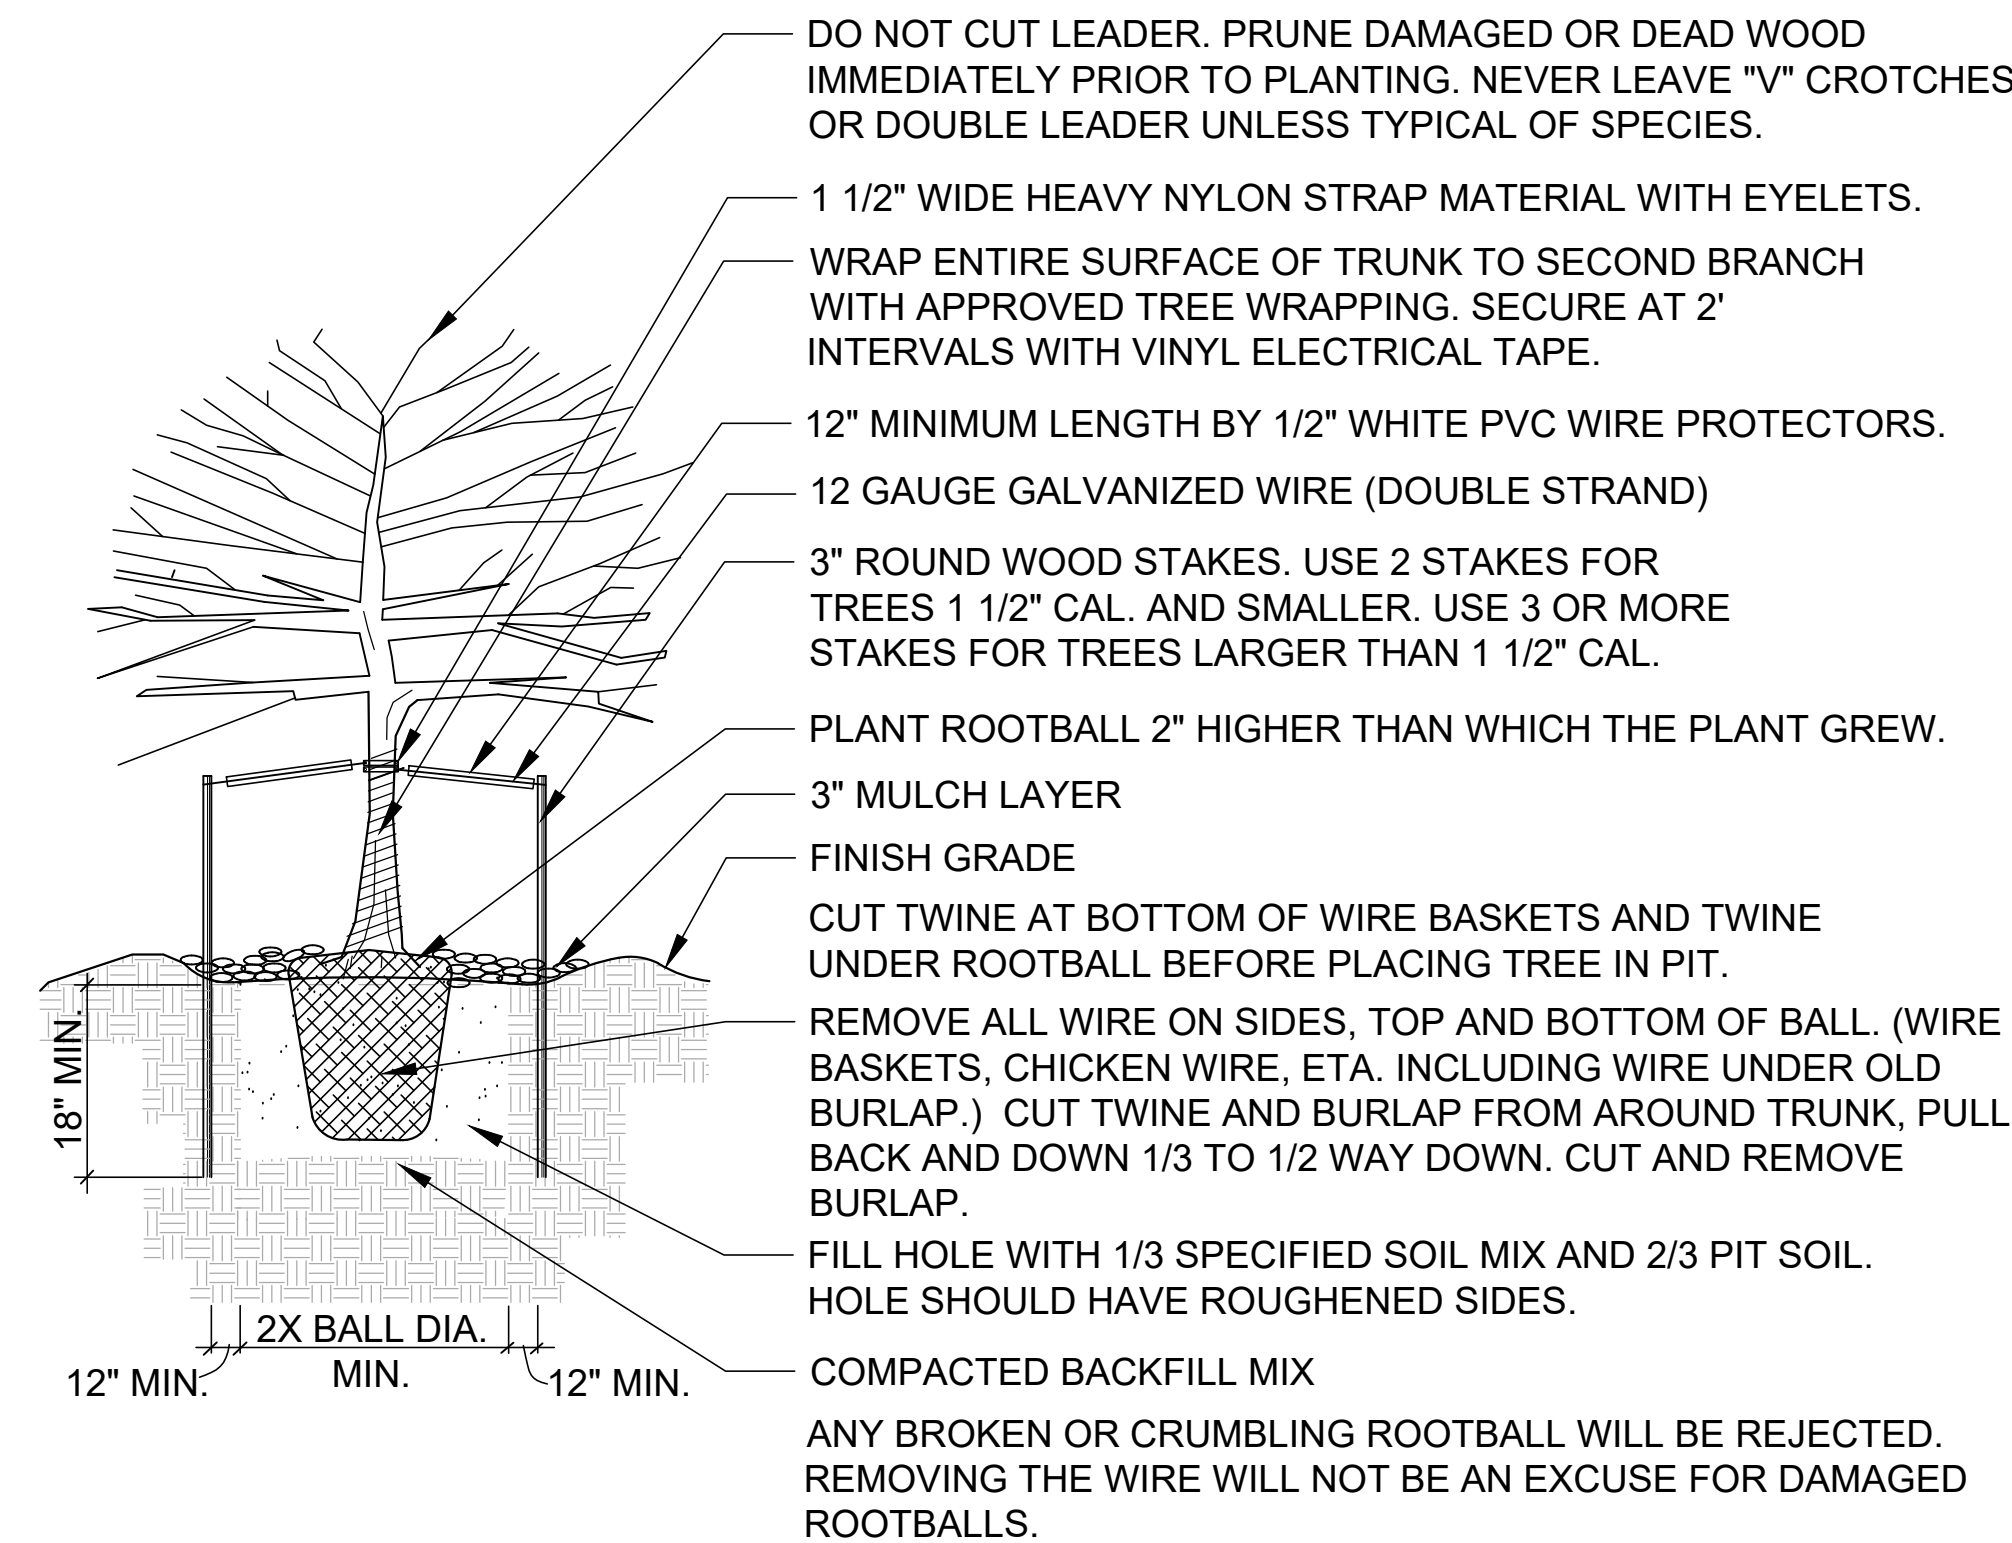 DO NOT CUT LEADER. PRUNE DAMAGED OR DEAD WOOD
IMMEDIATELY PRIOR TO PLANTING. NEVER LEAVE "V" CROTCHES
OR DOUBLE LEADER UNLESS TYPICAL OF SPECIES.
1 1/2" WIDE HEAVY NYLON STRAP MATERIAL WITH EYELETS.
WRAP ENTIRE SURFACE OF TRUNK TO SECOND BRANCH
WITH APPROVED TREE WRAPPING. SECURE AT 2'
INTERVALS WITH VINYL ELECTRICAL TAPE.
12" MINIMUM LENGTH BY 1/2" WHITE PVC WIRE PROTECTORS.
12 GAUGE GALVANIZED WIRE (DOUBLE STRAND)
3" ROUND WOOD STAKES. USE 2 STAKES FOR
TREES 1 1/2" CAL. AND SMALLER. USE 3 OR MORE
STAKES FOR TREES LARGER THAN 1 1/2" CAL.
PLANT ROOTBALL 2" HIGHER THAN WHICH THE PLANT GREW.
3" MULCH LAYER
FINISH GRADE
CUT TWINE AT BOTTOM OF WIRE BASKETS AND TWINE
UNDER ROOTBALL BEFORE PLACING TREE IN PIT.
REMOVE ALL WIRE ON SIDES, TOP AND BOTTOM OF BALL. (WIRE
BASKETS, CHICKEN WIRE, ETA. INCLUDING WIRE UNDER OLD
BURLAP.) CUT TWINE AND BURLAP FROM AROUND TRUNK, PULL
BACK AND DOWN 1/3 TO 1/2 WAY DOWN. CUT AND REMOVE
BURLAP.
FILL HOLE WITH 1/3 SPECIFIED SOIL MIX AND 2/3 PIT SOIL.
HOLE SHOULD HAVE ROUGHENED SIDES.
COMPACTED BACKFILL MIX
ANY BROKEN OR CRUMBLING ROOTBALL WILL BE REJECTED.
REMOVING THE WIRE WILL NOT BE AN EXCUSE FOR DAMAGED
ROOTBALLS.
18" MIN.
2X BALL DIA.
MIN.
12" MIN.
12" MIN.